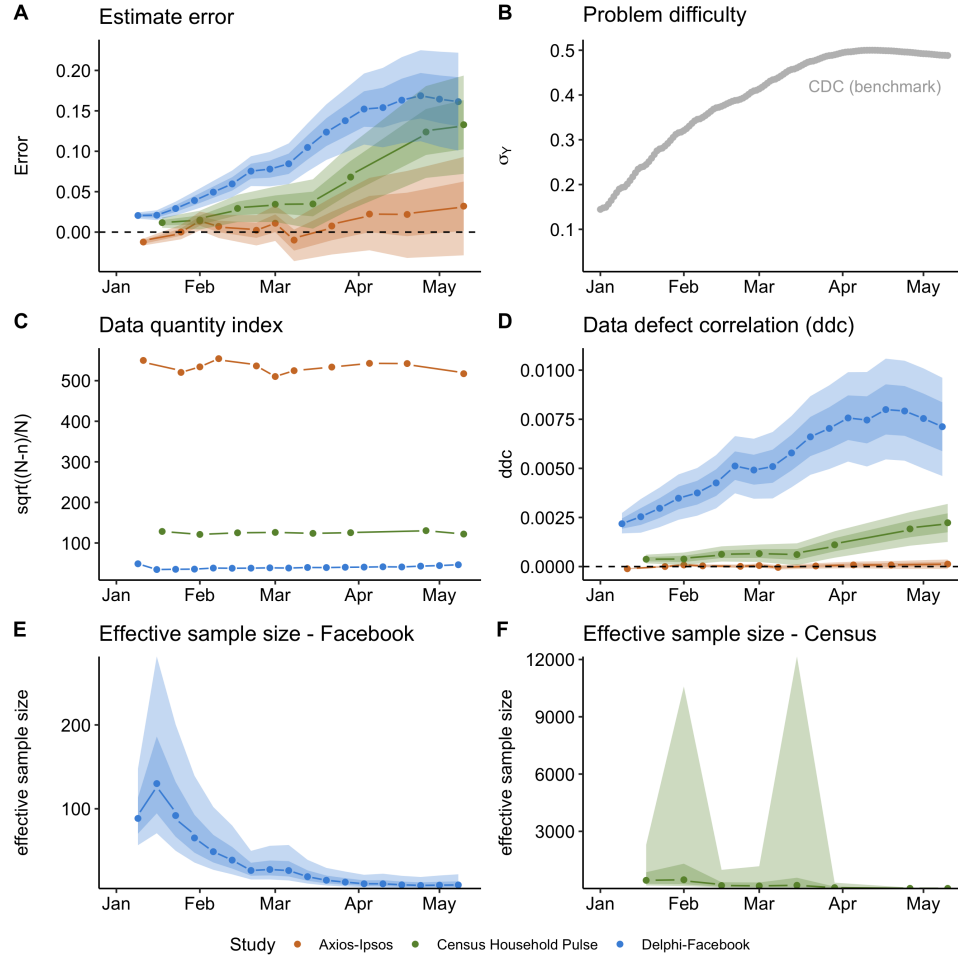 A Estimate error
Error
0.20
0.15
0.10
0.05
0.00
Jan Feb Mar Apr May
B Problem difficulty
σY
0.5
0.4
0.3
0.2
0.1
CDC (benchmark)
Jan Feb Mar Apr May
C Data quantity index
sqrt((N-n)/N)
500
400
300
200
100
Jan Feb Mar Apr May
D Data defect correlation (ddc)
ddc
0.0100
0.0075
0.0050
0.0025
0.0000
Jan Feb Mar Apr May
E Effective sample size - Facebook
effective sample size
200
100
Jan Feb Mar Apr May
F Effective sample size - Census
effective sample size
12000
9000
6000
3000
Jan Feb Mar Apr May
Study Axios-Ipsos Census Household Pulse Delphi-Facebook